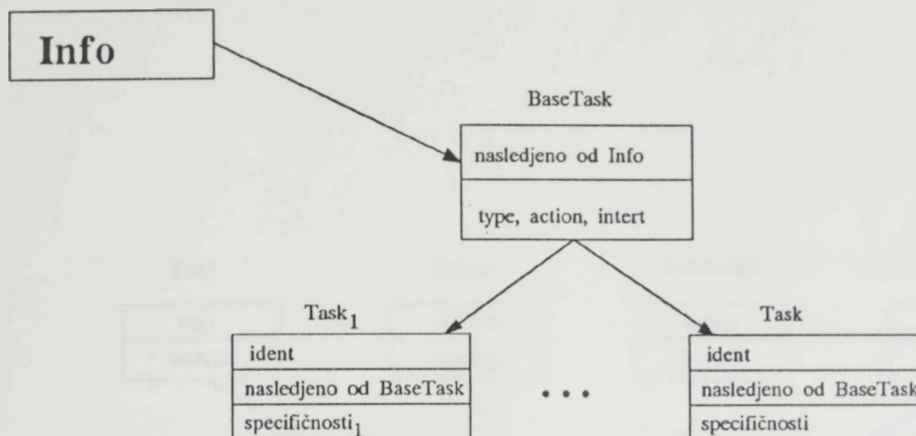 Info
BaseTask
nasledjeno od Info
type, action, intert
Task₁
ident
nasledjeno od BaseTask
specifičnosti₁
• • •
Task
ident
nasledjeno od BaseTask
specifičnosti